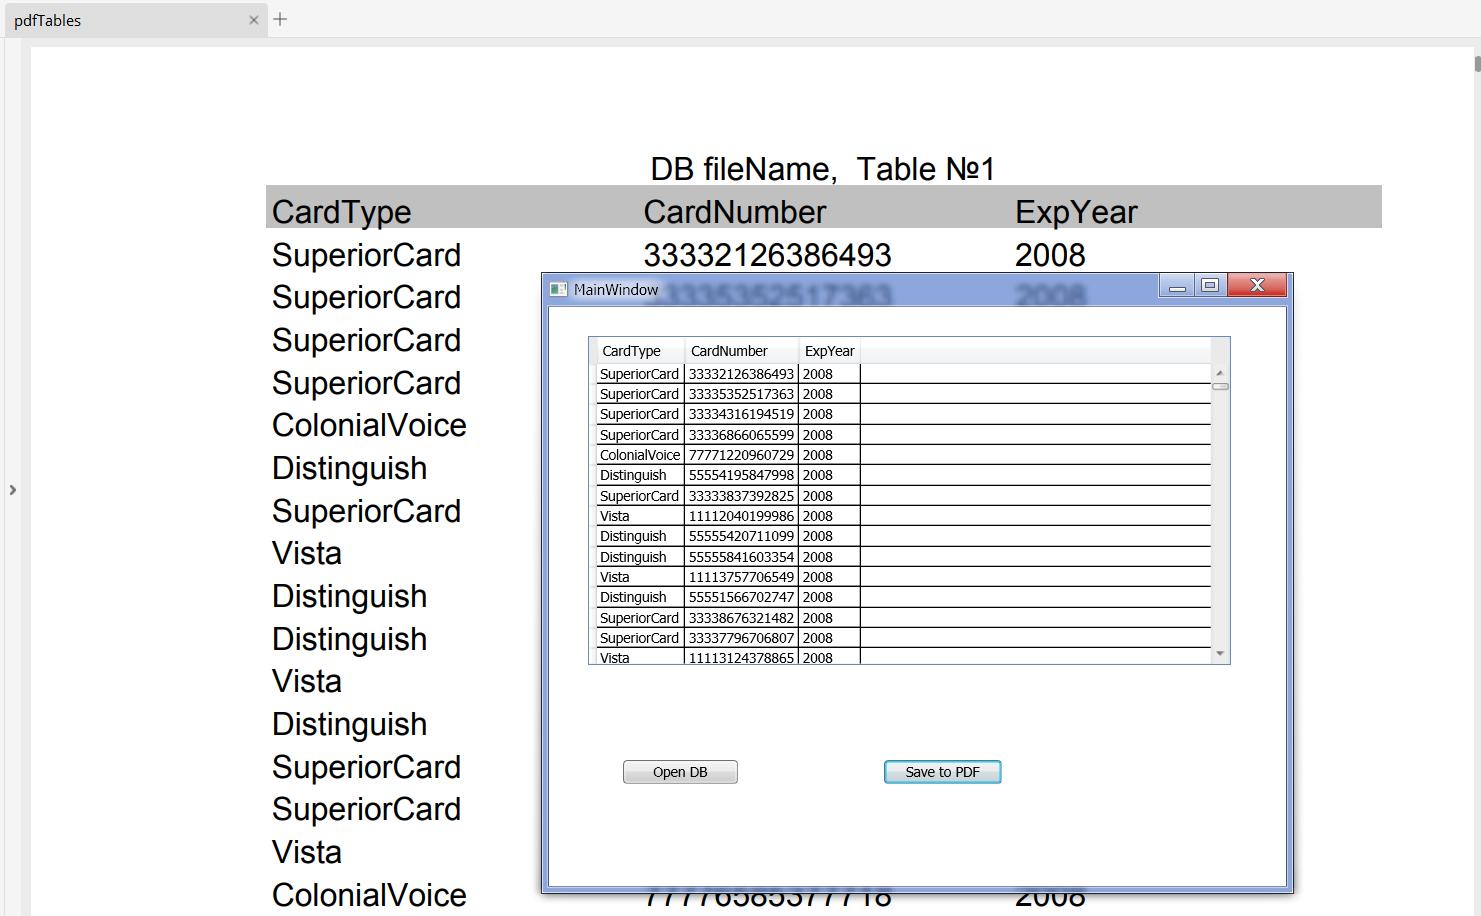 pdfTables
DB fileName, Table №1
CardType CardNumber ExpYear
SuperiorCard 33332126386493 2008
SuperiorCard 33335352517363 2008
SuperiorCard
SuperiorCard
ColonialVoice
Distinguish
SuperiorCard
Vista
Distinguish
Distinguish
Vista
Distinguish
SuperiorCard
SuperiorCard
Vista
ColonialVoice 77776585377718 2008
MainWindow
CardType CardNumber ExpYear
SuperiorCard 33332126386493 2008
SuperiorCard 33335352517363 2008
SuperiorCard 33334316194519 2008
SuperiorCard 33336866065599 2008
ColonialVoice 77771220960729 2008
Distinguish 55554195847998 2008
SuperiorCard 33333837392825 2008
Vista 11112040199986 2008
Distinguish 55555420711099 2008
Distinguish 55555841603354 2008
Vista 11113757706549 2008
Distinguish 55551566702747 2008
SuperiorCard 33338676321482 2008
SuperiorCard 33337796706807 2008
Vista 11113124378865 2008
Open DB Save to PDF